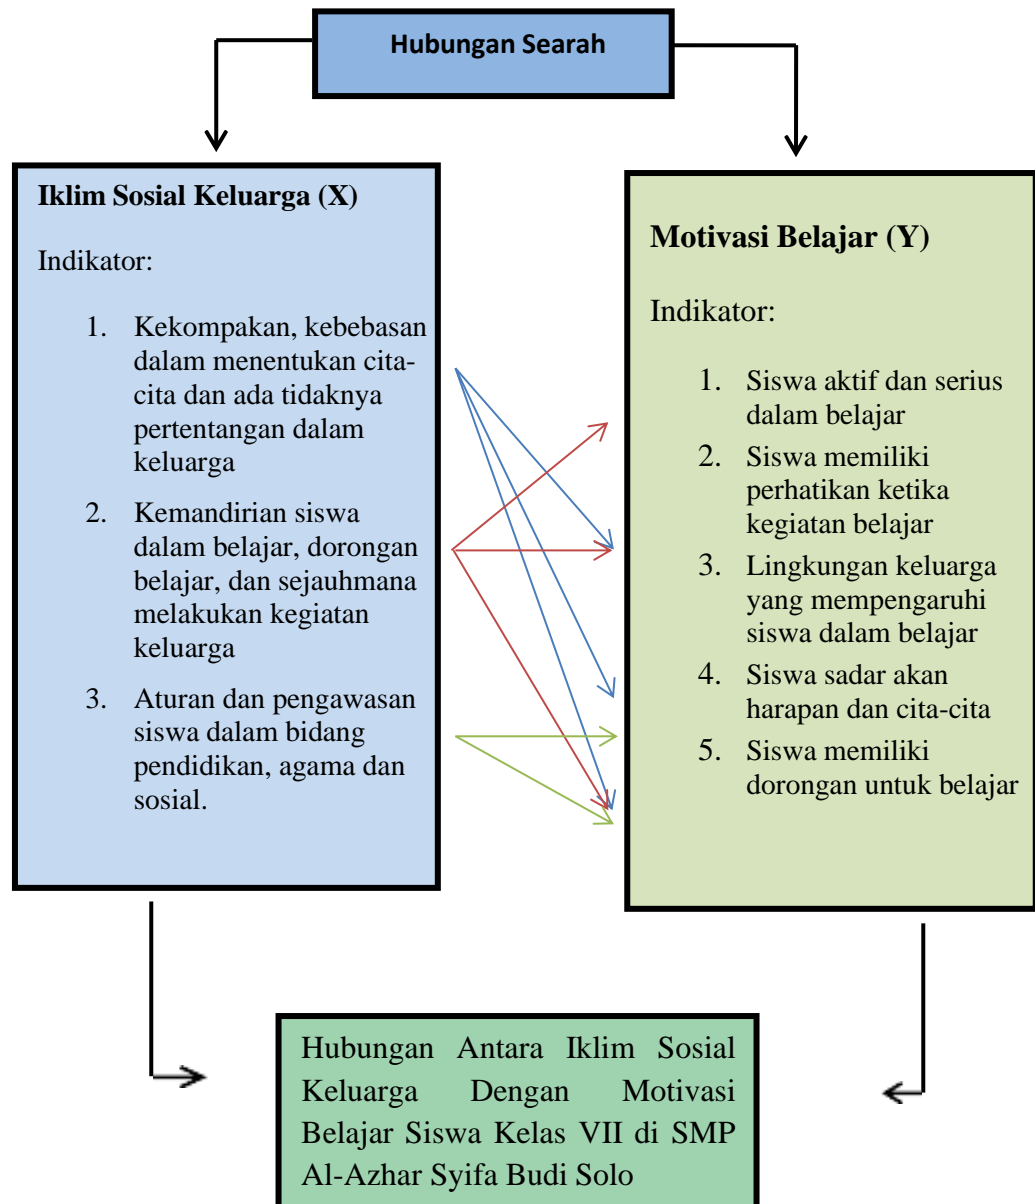 Hubungan Searah
Iklim Sosial Keluarga (X)
Indikator:
1. Kekompakan, kebebasan
dalam menentukan cita-
cita dan ada tidaknya
pertentangan dalam
keluarga
2. Kemandirian siswa
dalam belajar, dorongan
belajar, dan sejauhmana
melakukan kegiatan
keluarga
3. Aturan dan pengawasan
siswa dalam bidang
pendidikan, agama dan
sosial.
Motivasi Belajar (Y)
Indikator:
1. Siswa aktif dan serius
dalam belajar
2. Siswa memiliki
perhatikan ketika
kegiatan belajar
3. Lingkungan keluarga
yang mempengaruhi
siswa dalam belajar
4. Siswa sadar akan
harapan dan cita-cita
5. Siswa memiliki
dorongan untuk belajar
Hubungan Antara Iklim Sosial
Keluarga Dengan Motivasi
Belajar Siswa Kelas VII di SMP
Al-Azhar Syifa Budi Solo